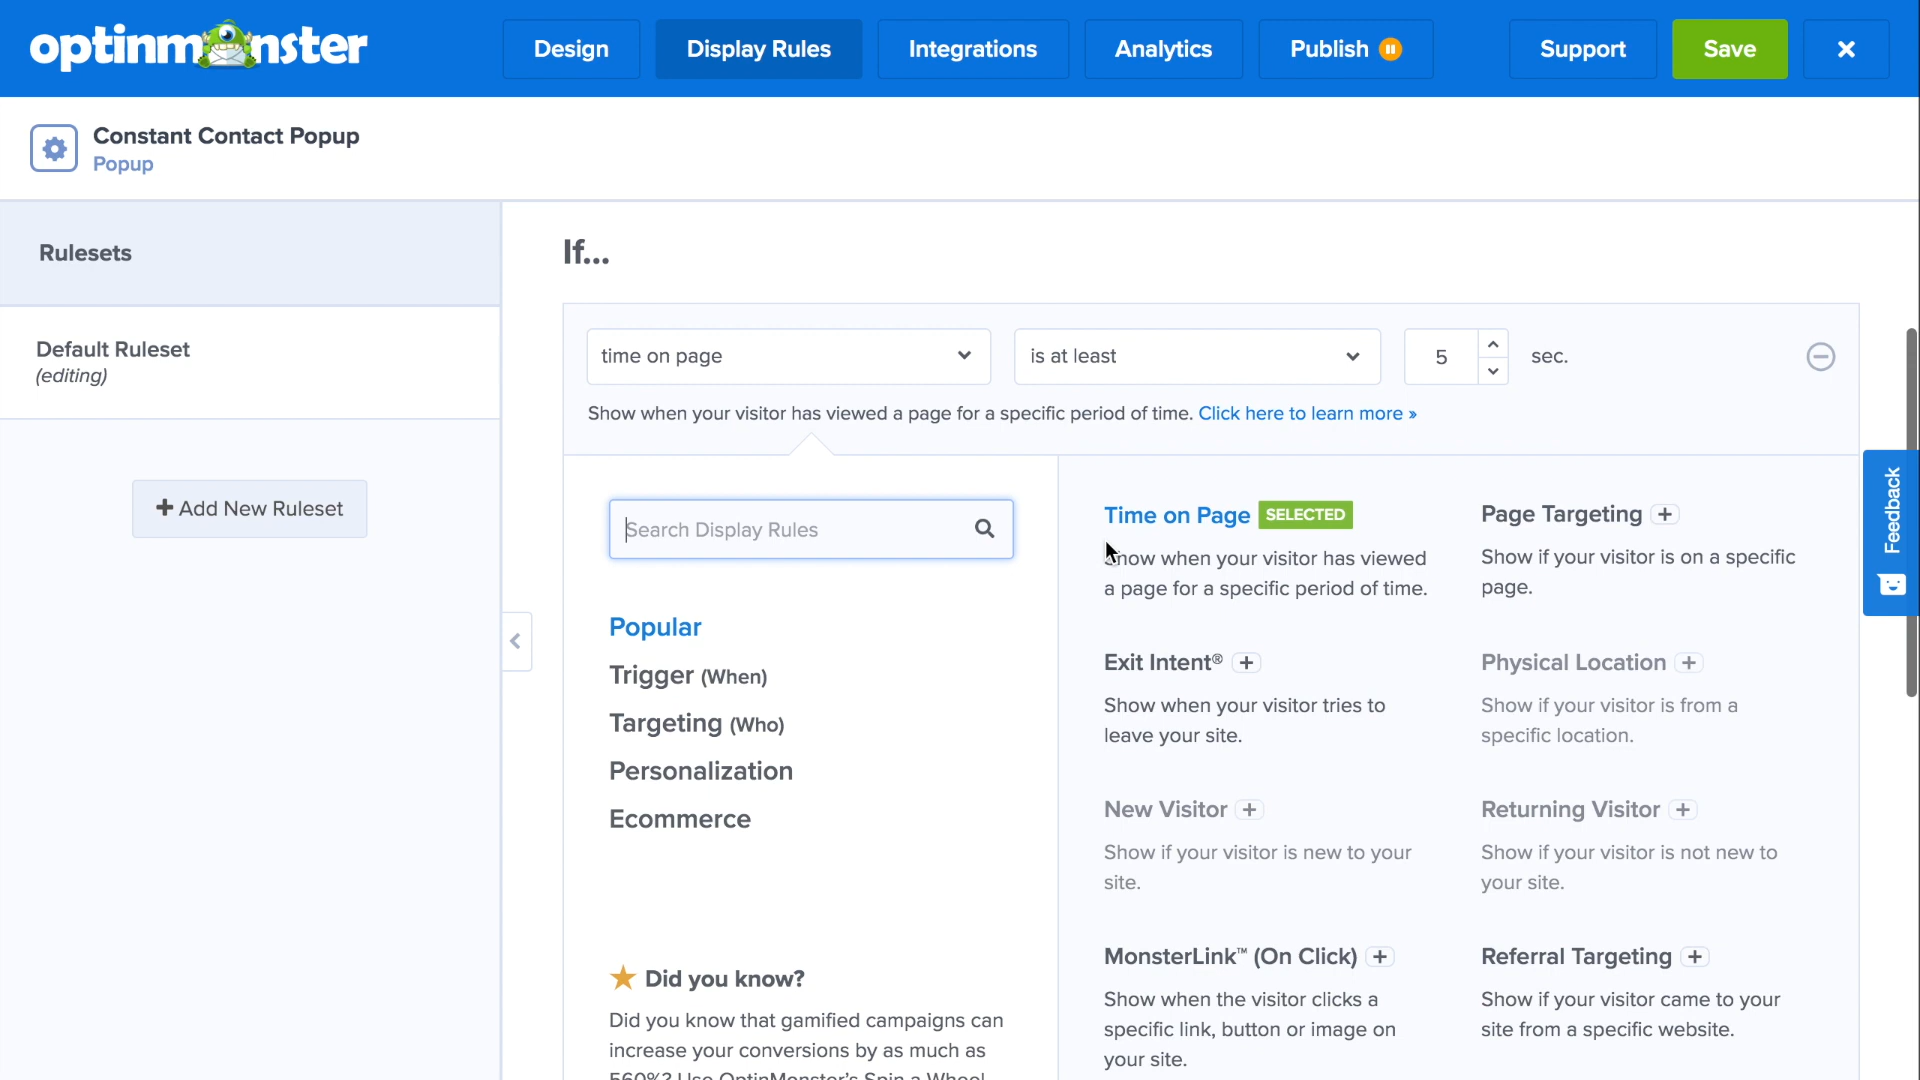 optinmonster
Design
Display Rules
Integrations
Analytics
Publish
Support
Save
Constant Contact Popup
Popup
Rulesets
Default Ruleset
(editing)
+ Add New Ruleset
If...
time on page
is at least
5
sec.
Show when your visitor has viewed a page for a specific period of time. Click here to learn more »
Search Display Rules
Popular
Trigger (When)
Targeting (Who)
Personalization
Ecommerce
Did you know?
Did you know that gamified campaigns can
increase your conversions by as much as
560%? Use OptinMonster's Spin a Wheel
Time on Page SELECTED
Show when your visitor has viewed
a page for a specific period of time.
Page Targeting +
Show if your visitor is on a specific
page.
Exit Intent® +
Show when your visitor tries to
leave your site.
Physical Location +
Show if your visitor is from a
specific location.
New Visitor +
Show if your visitor is new to your
site.
Returning Visitor +
Show if your visitor is not new to
your site.
MonsterLink™ (On Click) +
Show when the visitor clicks a
specific link, button or image on
your site.
Referral Targeting +
Show if your visitor came to your
site from a specific website.
Feedback